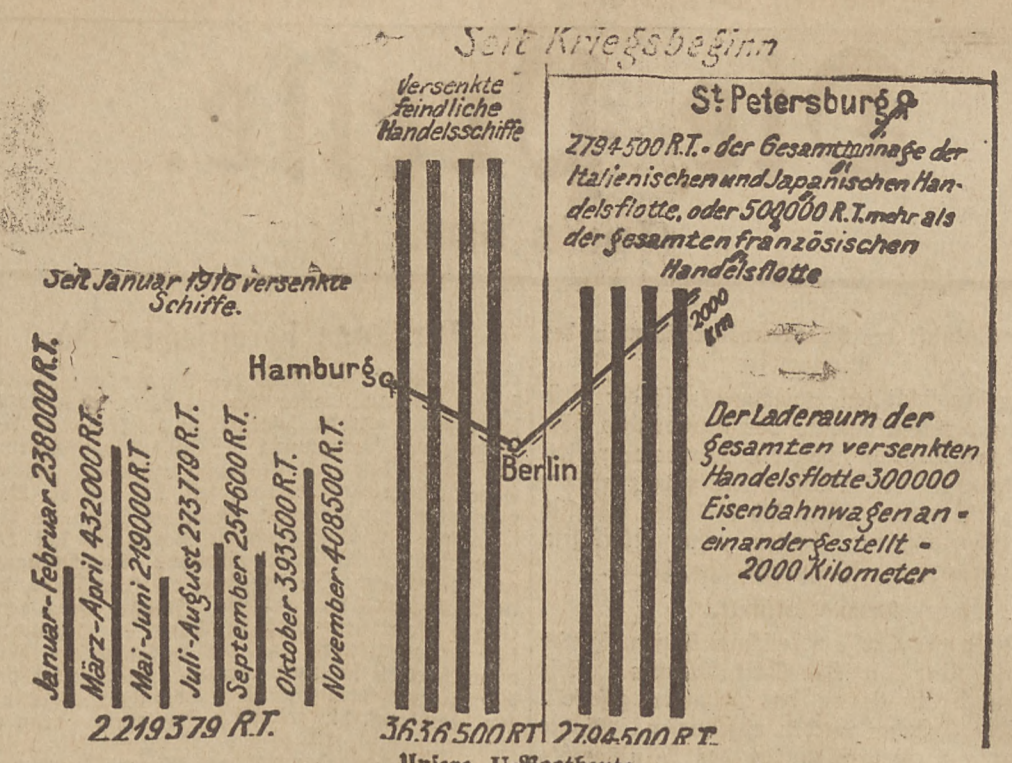 Seit Kriegsbeginn
Versenkte
feindliche
Handelsschiffe
St. Petersburg
2794500 R.T. - der Gesamttonnage der
Italienischen und Japanischen Han-
delsflotte, oder 500000 R.T. mehr als
der gesamten französischen
Handelsflotte
Seit Januar 1916 versenkte
Schiffe.
2000
km
Hamburg
Berlin
Der Laderaum der
gesamten versenkten
Handelsflotte 300000
Eisenbahnwagen an -
einandergestellt -
2000 Kilometer
Januar-Februar 238000 R.T.
März-April 432000 R.T.
Mai-Juni 219000 R.T
Juli-August 273779 R.T.
September 254600 R.T.
Oktober 393500 R.T.
November 408500 R.T.
2219379 R.T.
3636500 RT
2794500 R.T.